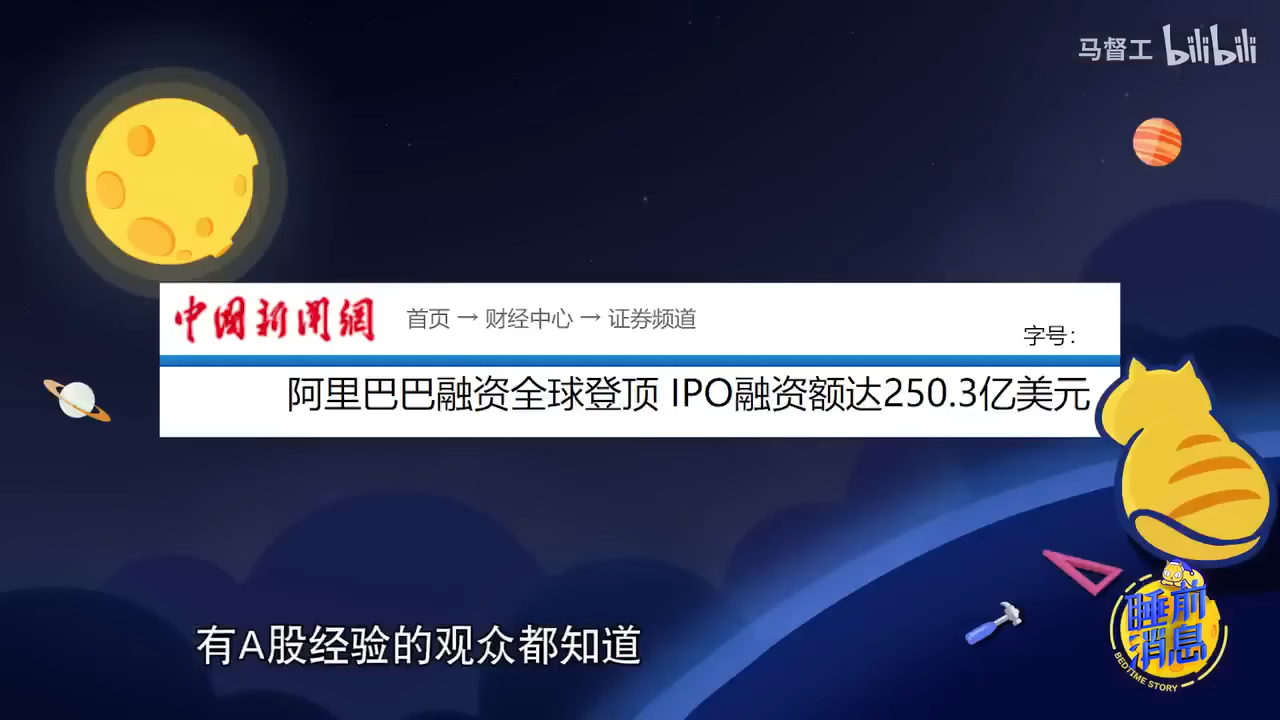 马督工 bilibili
中國新聞網 首页 → 财经中心 → 证券频道
字号：
阿里巴巴融资全球登顶 IPO融资额达250.3亿美元
有A股经验的观众都知道
睡前
消息
BEDTIME STORY